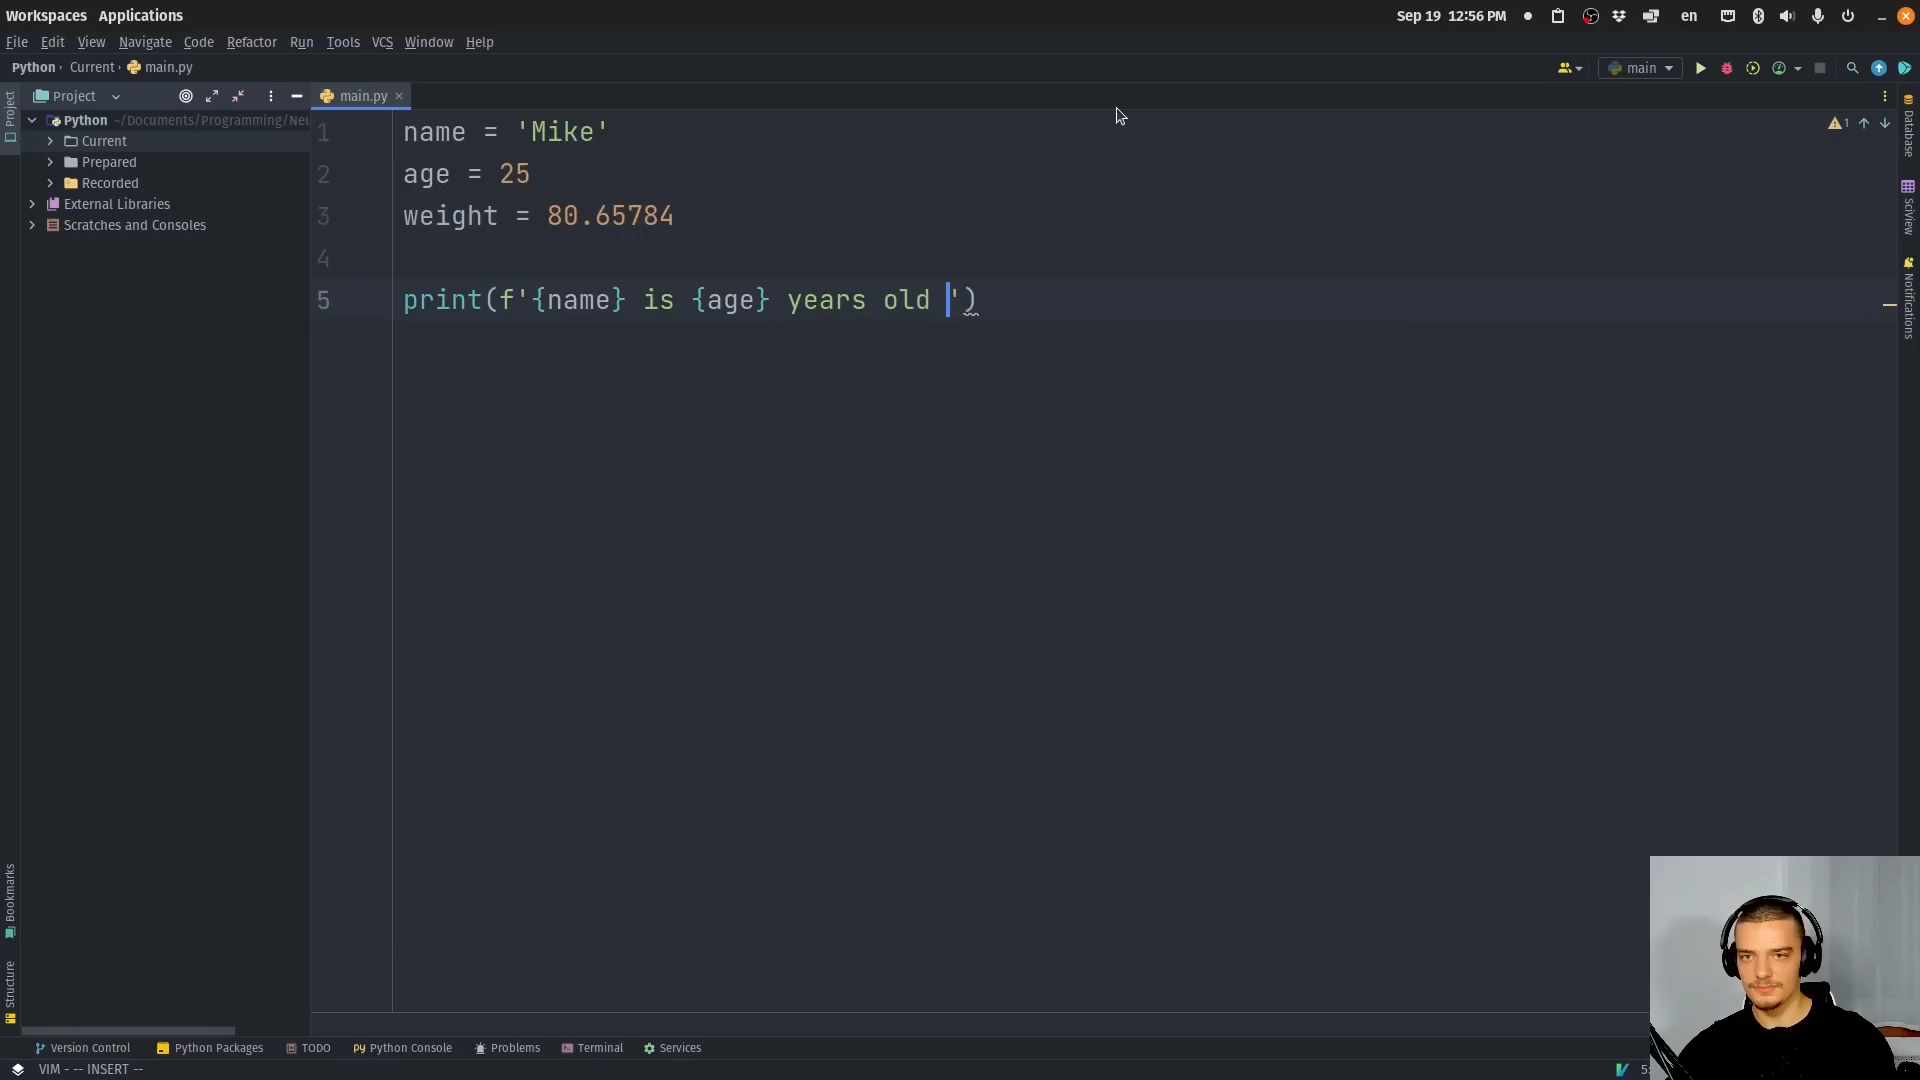 Workspaces Applications Sep 19 12:56 PM en
File Edit View Navigate Code Refactor Run Tools VCS Window Help
Python › Current › main.py main
Project main.py
Python ~/Documents/Programming/Neu
Current
Prepared
Recorded
External Libraries
Scratches and Consoles
1 name = 'Mike'
2 age = 25
3 weight = 80.65784
4
5 print(f'{name} is {age} years old ')
1
Project
Bookmarks
Structure
Database
SciView
Notifications
Version Control Python Packages TODO Python Console Problems Terminal Services
VIM - -- INSERT --